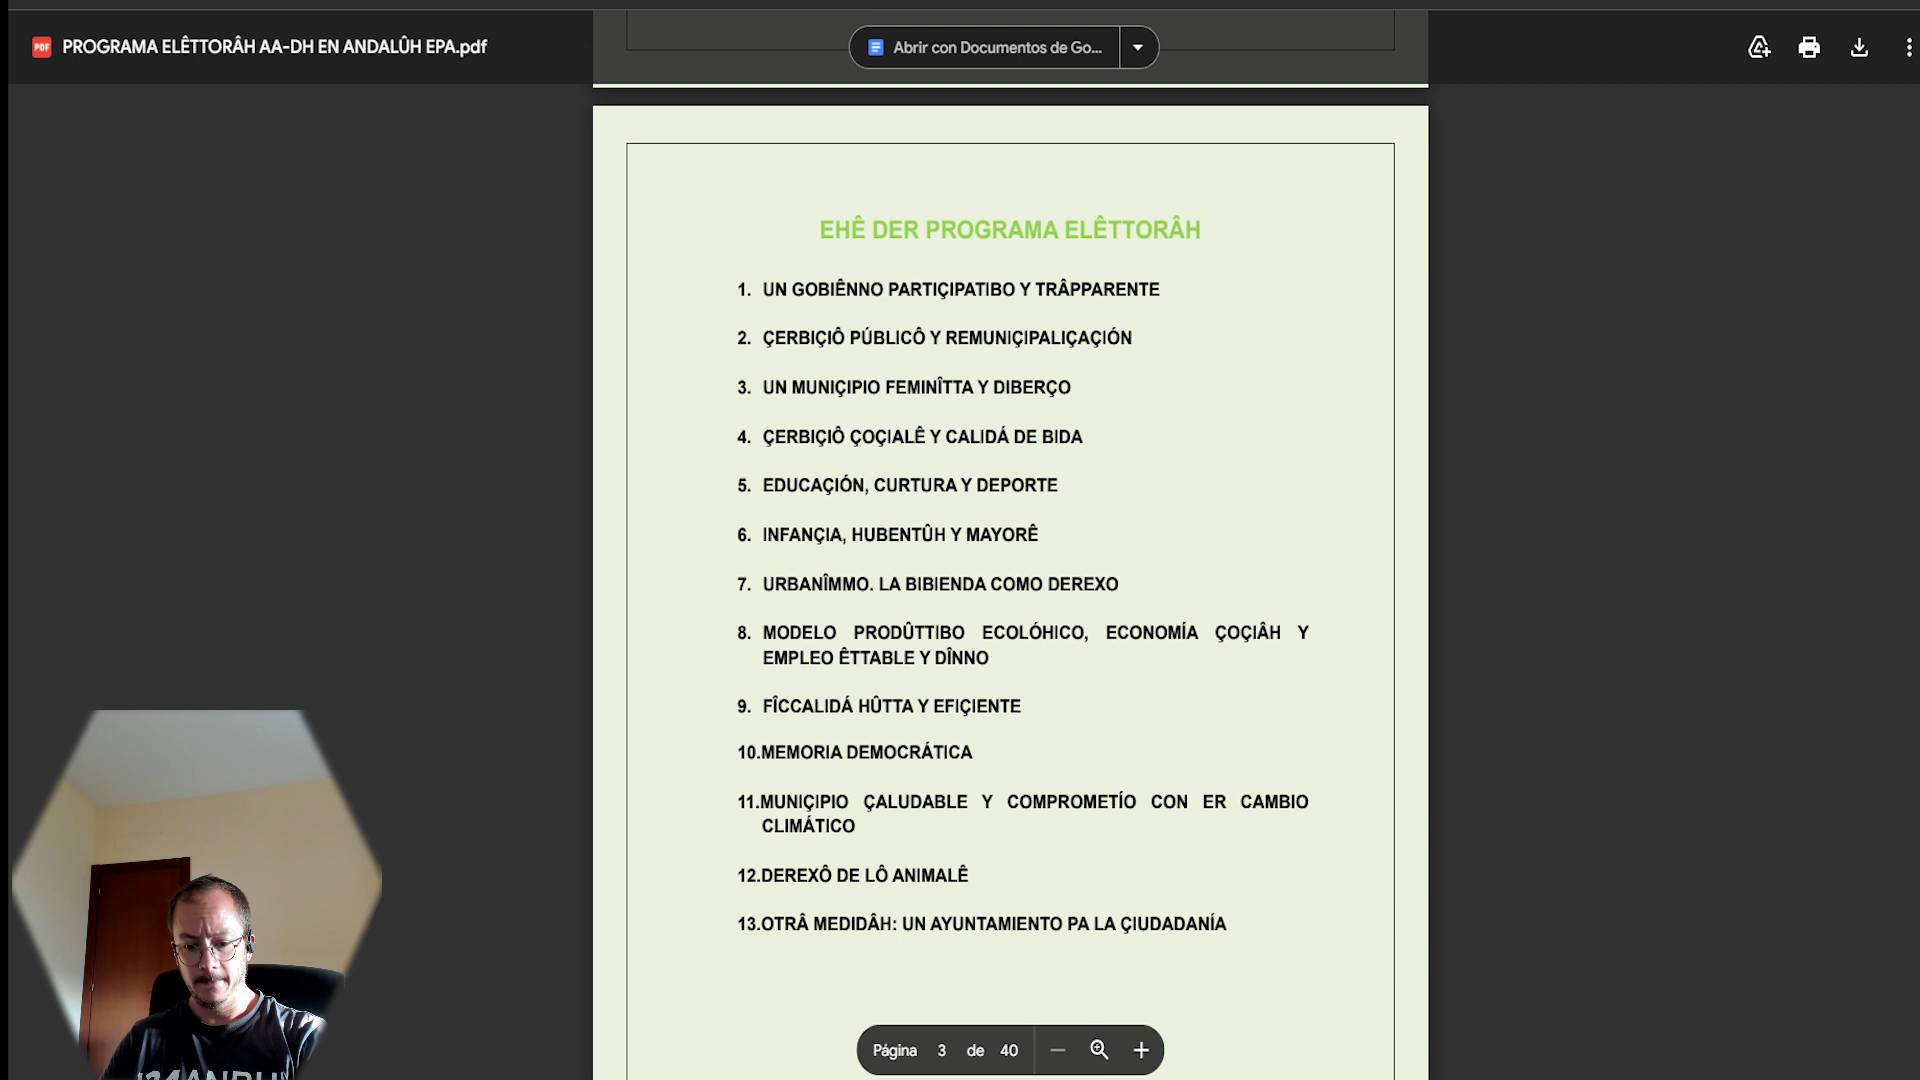 PROGRAMA ELÊTTORÂH AA-DH EN ANDALÛH EPA.pdf
Abrir con Documentos de Go...
EHÊ DER PROGRAMA ELÊTTORÂH
1. UN GOBIÊNNO PARTIÇIPATIBO Y TRÂPPARENTE
2. ÇERBIÇIÔ PÚBLICÔ Y REMUNIÇIPALIÇAÇIÓN
3. UN MUNIÇIPIO FEMINÎTTA Y DIBERÇO
4. ÇERBIÇIÔ ÇOÇIALÊ Y CALIDÁ DE BIDA
5. EDUCAÇIÓN, CURTURA Y DEPORTE
6. INFANÇIA, HUBENTÛH Y MAYORÊ
7. URBANÎMMO. LA BIBIENDA COMO DEREXO
8. MODELO PRODÛTTIBO ECOLÓHICO, ECONOMÍA ÇOÇIÂH Y
EMPLEO ÊTTABLE Y DÎNNO
9. FÎCCALIDÁ HÛTTA Y EFIÇIENTE
10.MEMORIA DEMOCRÁTICA
11.MUNIÇIPIO ÇALUDABLE Y COMPROMETÍO CON ER CAMBIO
CLIMÁTICO
12.DEREXÔ DE LÔ ANIMALÊ
13.OTRÂ MEDIDÂH: UN AYUNTAMIENTO PA LA ÇIUDADANÍA
Página 3 de 40